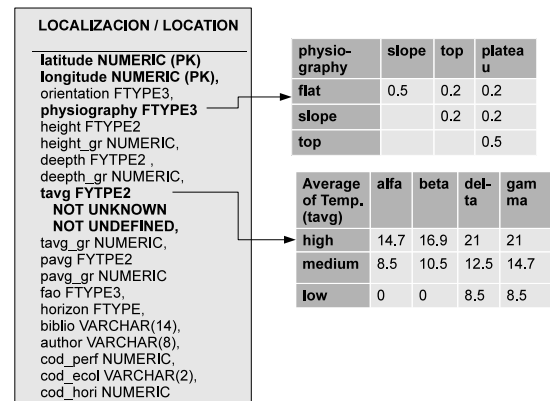 LOCALIZACION / LOCATION
latitude NUMERIC (PK)
longitude NUMERIC (PK),
orientation FTYPE3,
physiography FTYPE3
height FTYPE2
height_gr NUMERIC,
deepth FYTPE2 ,
deepth_gr NUMERIC,
tavg FYTPE2
NOT UNKNOWN
NOT UNDEFINED,
tavg_gr NUMERIC,
pavg FYTPE2
pavg_gr NUMERIC
fao FTYPE3,
horizon FTYPE,
biblio VARCHAR(14),
author VARCHAR(8),
cod_perf NUMERIC,
cod_ecol VARCHAR(2),
cod_hori NUMERIC
physio-
graphy slope top platea
u
flat 0.5 0.2 0.2
slope 0.2 0.2
top 0.5
Average alfa beta del- gam
of Temp. ta ma
(tavg)
high 14.7 16.9 21 21
medium 8.5 10.5 12.5 14.7
low 0 0 8.5 8.5